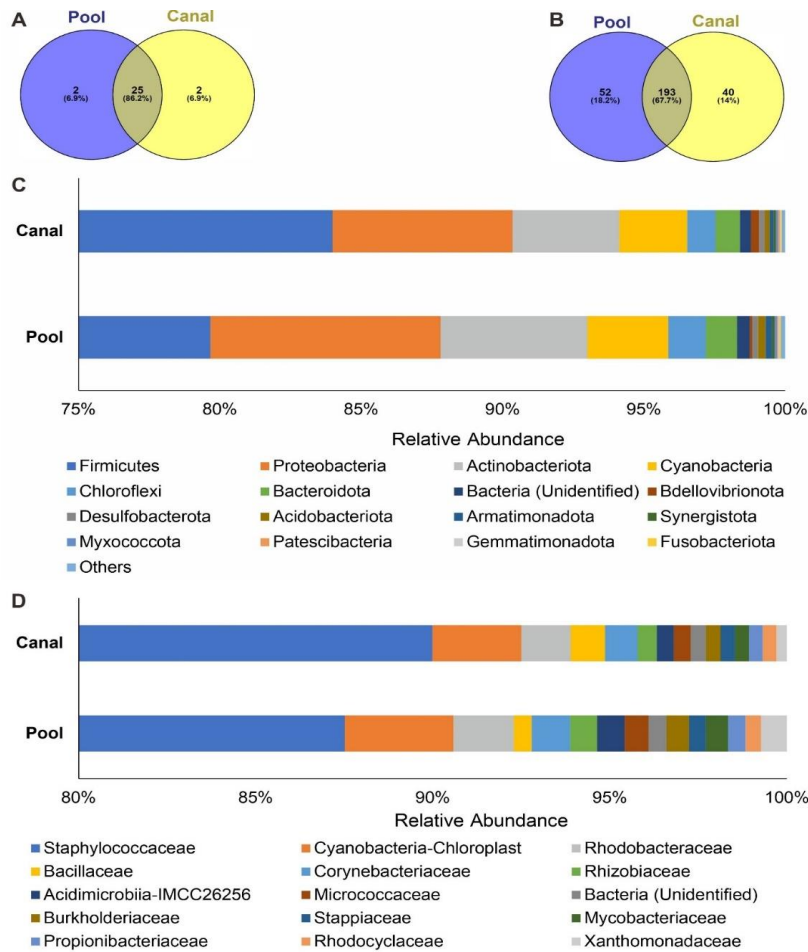 A
Pool
Canal
2
(6.9%)
25
(86.2%)
2
(6.9%)
B
Pool
Canal
52
(18.2%)
193
(67.7%)
40
(14%)
C
Canal
Pool
75% 80% 85% 90% 95% 100%
Relative Abundance
Firmicutes Proteobacteria Actinobacteriota Cyanobacteria
Chloroflexi Bacteroidota Bacteria (Unidentified) Bdellovibrionota
Desulfobacterota Acidobacteriota Armatimonadota Synergistota
Myxococcota Patescibacteria Gemmatimonadota Fusobacteriota
Others
D
Canal
Pool
80% 85% 90% 95% 100%
Relative Abundance
Staphylococcaceae Cyanobacteria-Chloroplast Rhodobacteraceae
Bacillaceae Corynebacteriaceae Rhizobiaceae
Acidimicrobiia-IMCC26256 Micrococcaceae Bacteria (Unidentified)
Burkholderiaceae Stappiaceae Mycobacteriaceae
Propionibacteriaceae Rhodocyclaceae Xanthomonadaceae